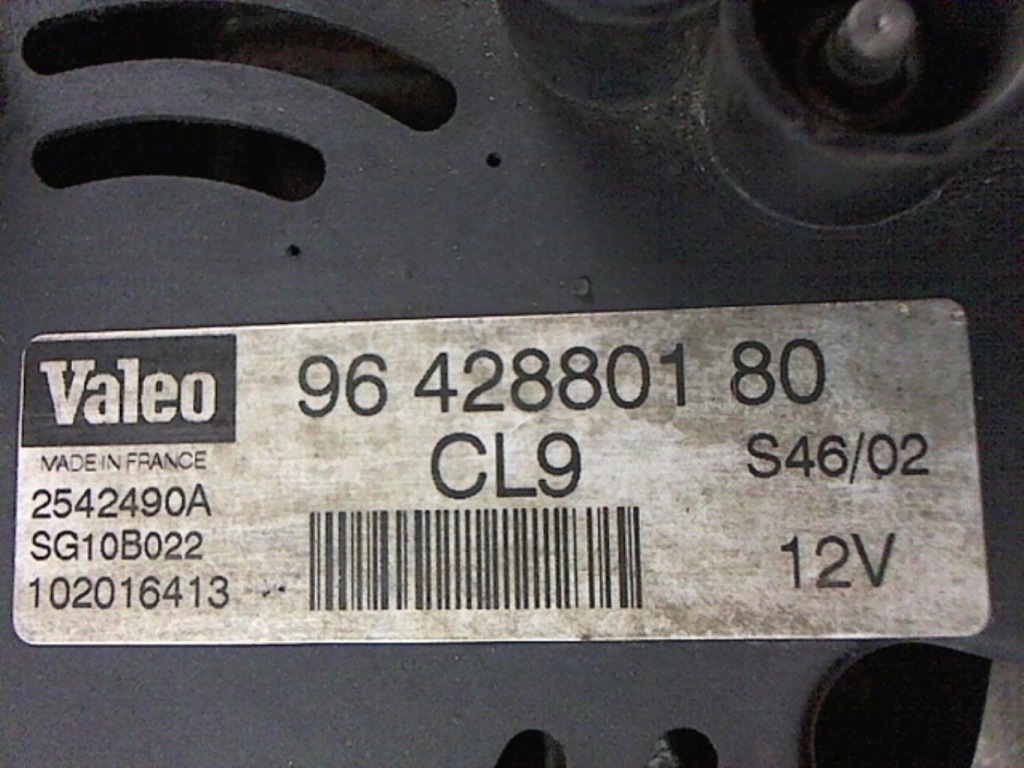 Valeo
96 428801 80
CL9
S46/02
MADE IN FRANCE
2542490A
SG10B022
102016413
12V